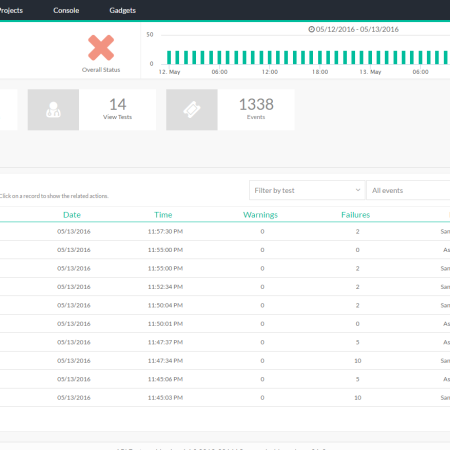 Projects Console Gadgets
05/12/2016 - 05/13/2016
50
0
12. May 06:00 12:00 18:00 13. May 06:00
Overall Status
14
View Tests
1338
Events
Click on a record to show the related actions.
Filter by test All events
Date Time Warnings Failures
05/13/2016 11:57:30 PM 0 2 San
05/13/2016 11:55:00 PM 0 0 As
05/13/2016 11:55:00 PM 0 2 San
05/13/2016 11:52:34 PM 0 2 San
05/13/2016 11:50:04 PM 0 2 San
05/13/2016 11:50:01 PM 0 0 As
05/13/2016 11:47:37 PM 0 5 As
05/13/2016 11:47:34 PM 0 10 San
05/13/2016 11:45:06 PM 0 5 As
05/13/2016 11:45:03 PM 0 10 San